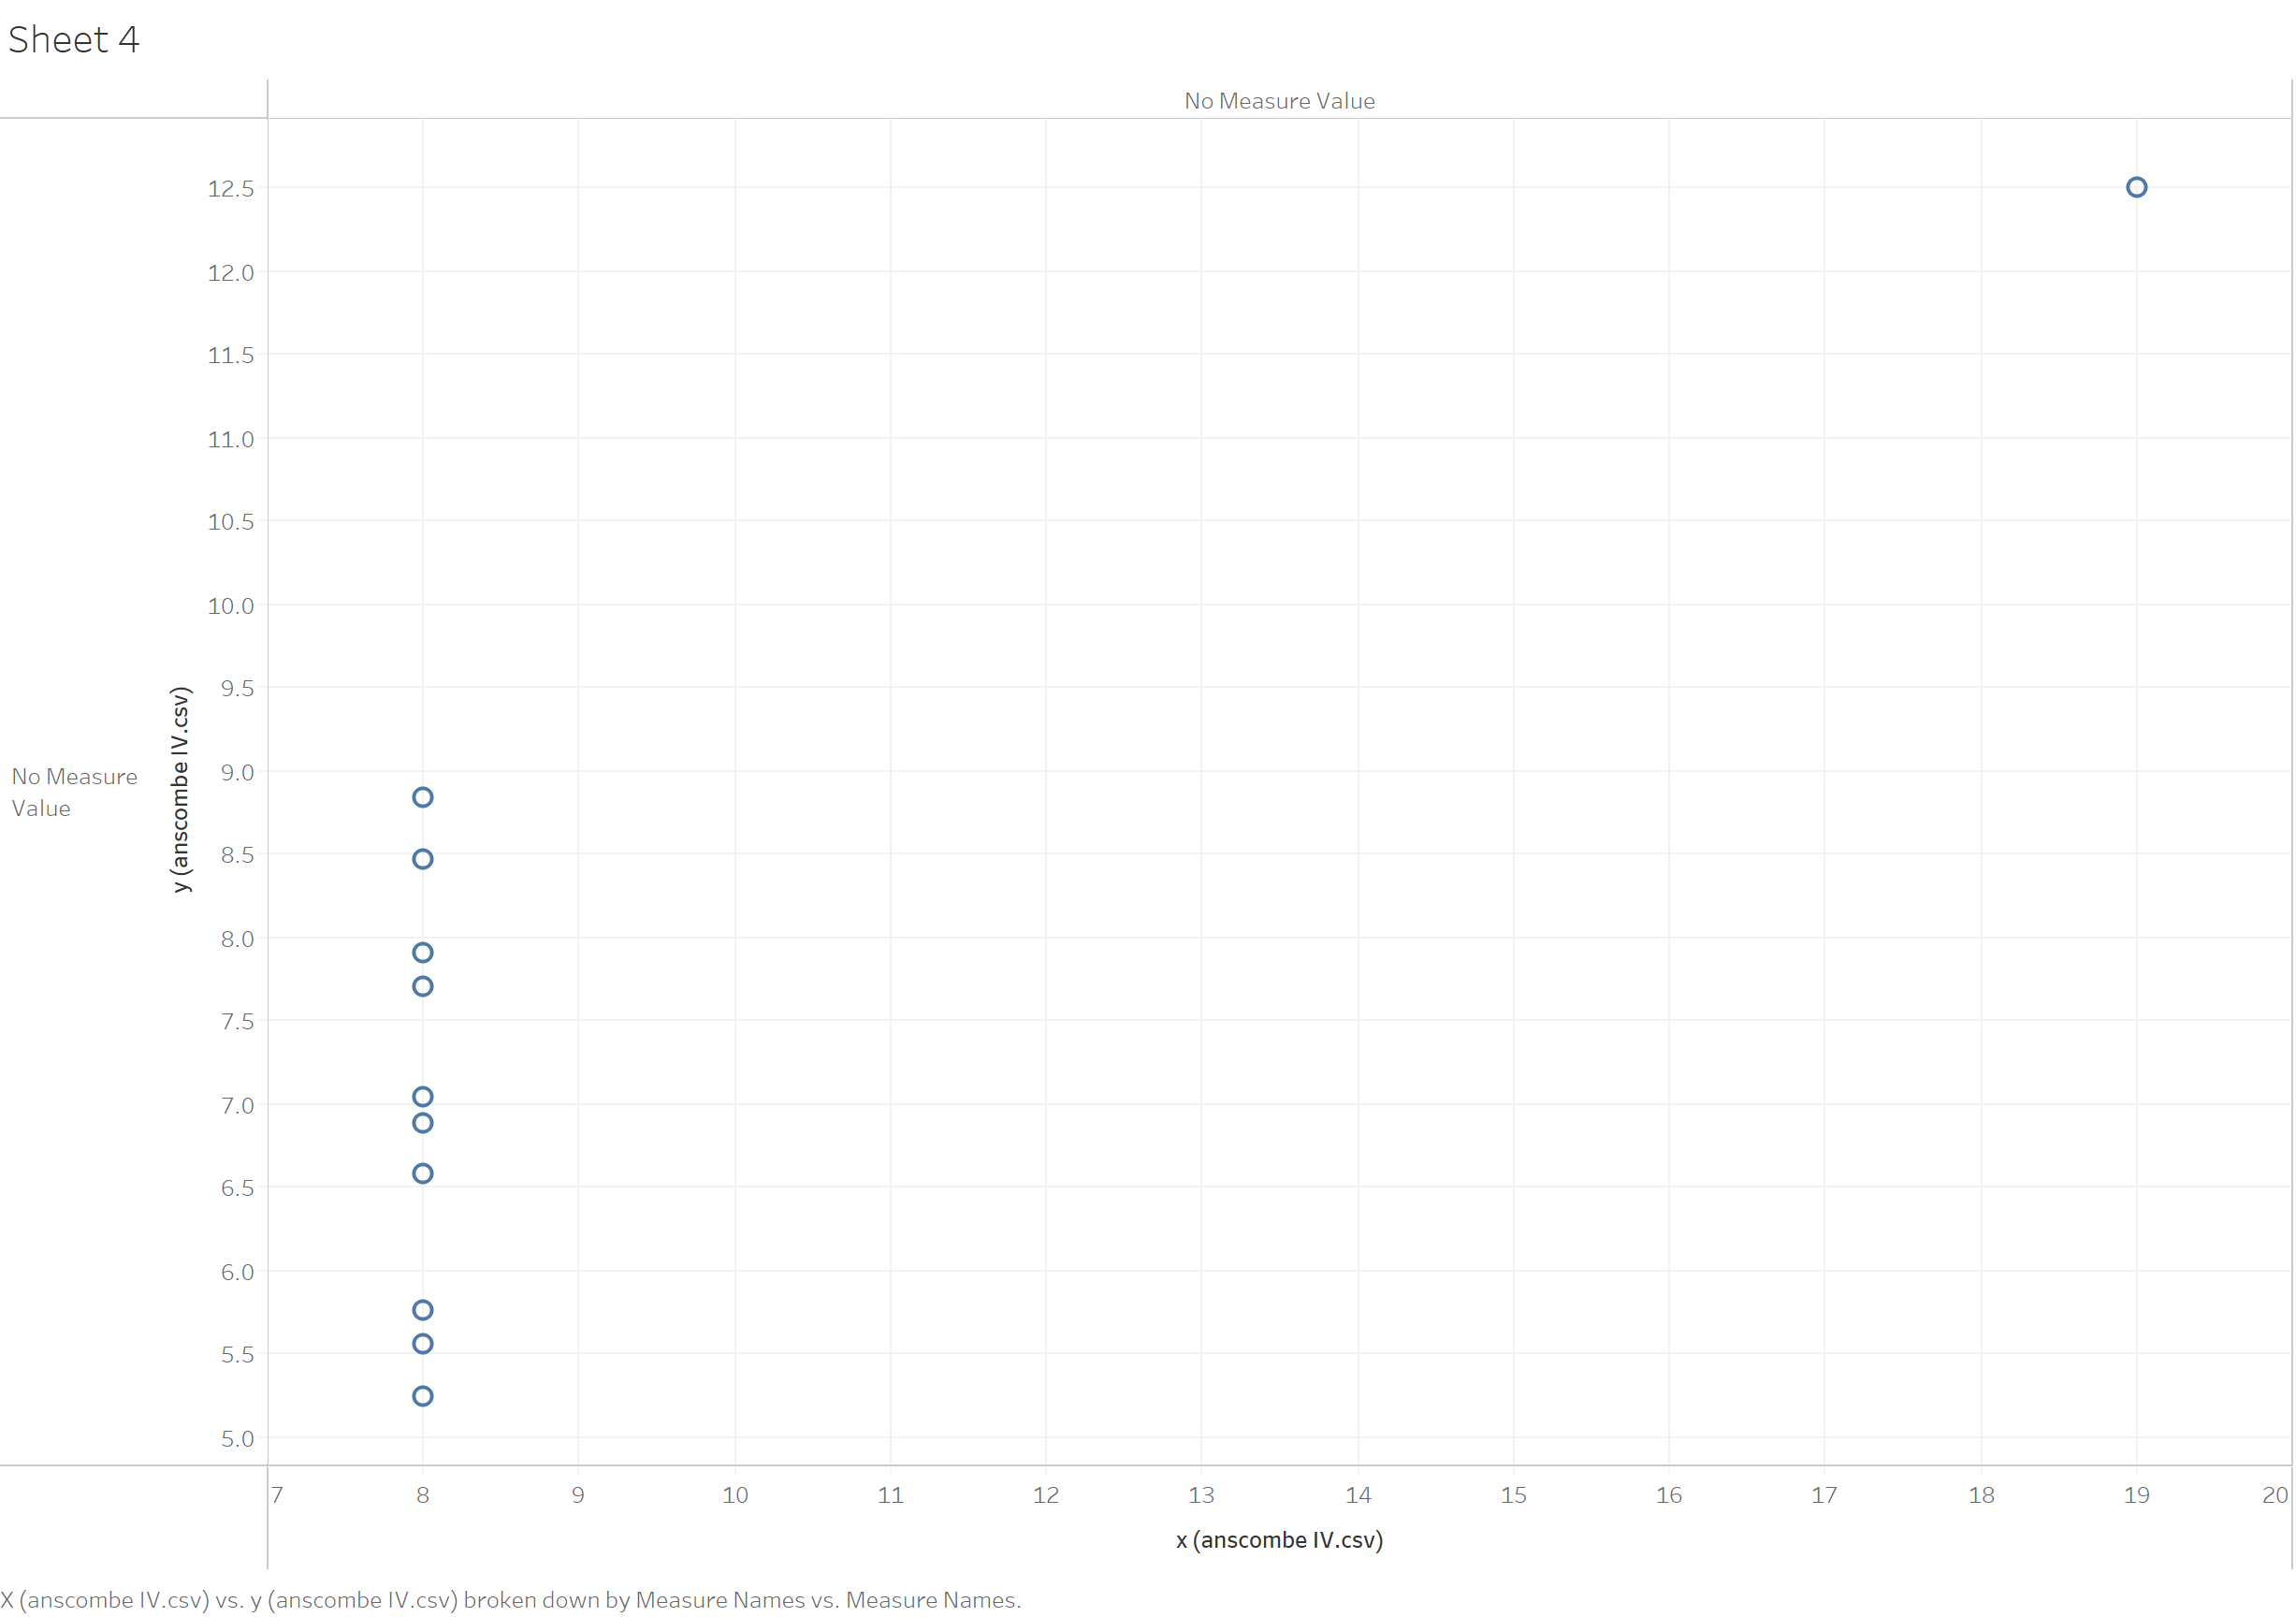 Sheet 4
No Measure Value
12.5
12.0
11.5
11.0
10.5
10.0
9.5
9.0
8.5
8.0
7.5
7.0
6.5
6.0
5.5
5.0
No Measure
Value
y (anscombe IV.csv)
7 8 9 10 11 12 13 14 15 16 17 18 19 20
x (anscombe IV.csv)
X (anscombe IV.csv) vs. y (anscombe IV.csv) broken down by Measure Names vs. Measure Names.